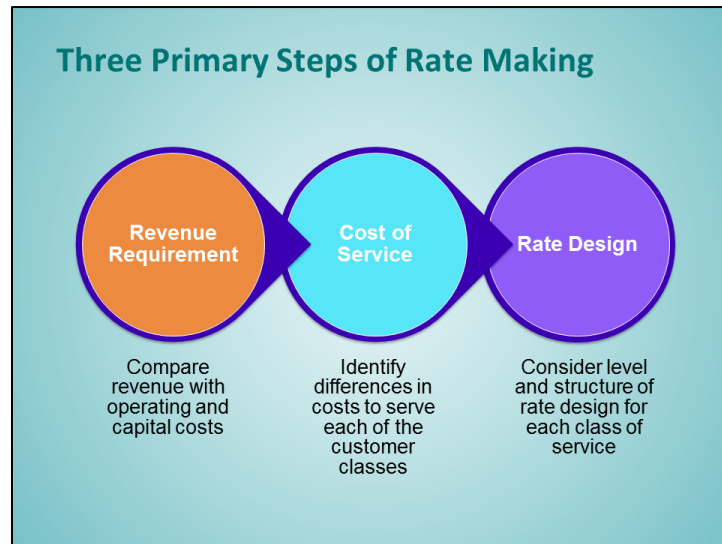 Three Primary Steps of Rate Making
Revenue
Requirement
Compare
revenue with
operating and
capital costs
Cost of
Service
Identify
differences in
costs to serve
each of the
customer
classes
Rate Design
Consider level
and structure of
rate design for
each class of
service